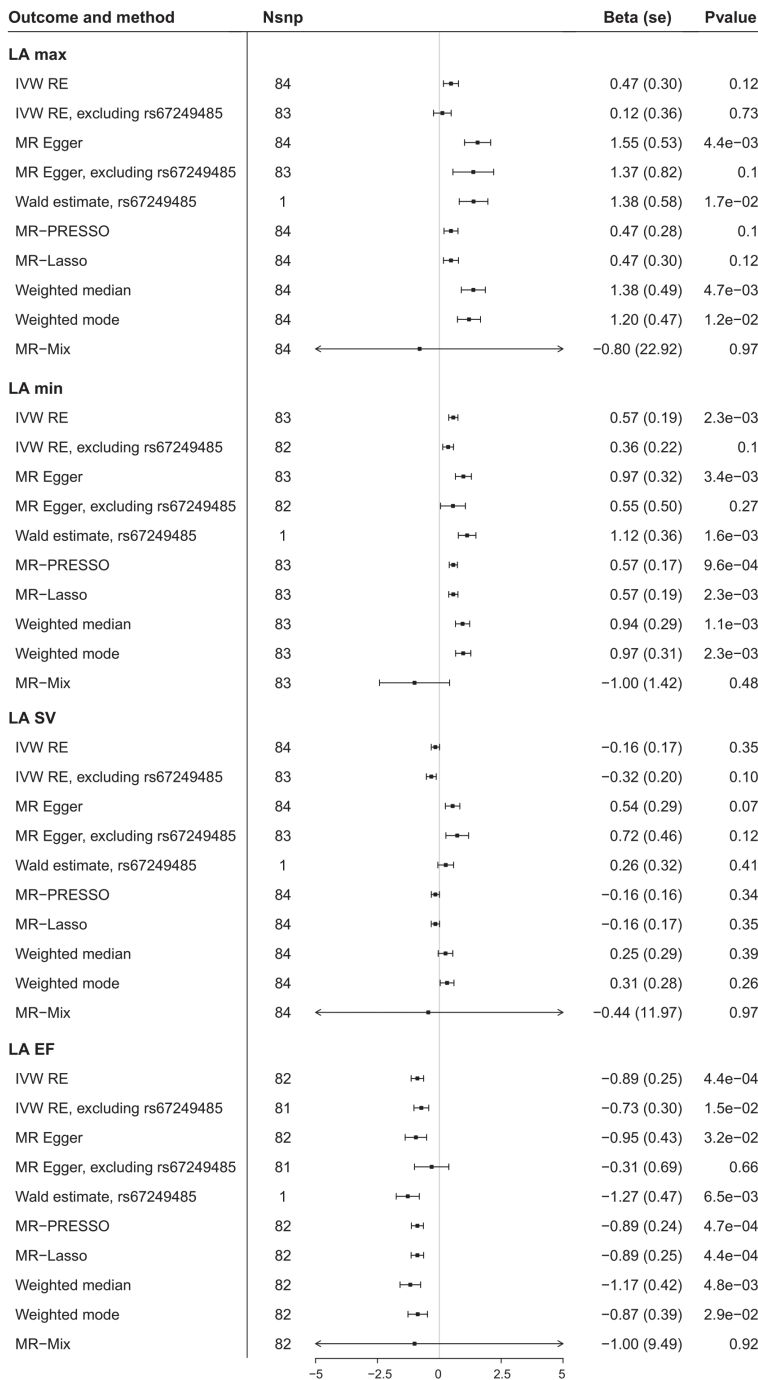 Outcome and method Nsnp Beta (se) Pvalue
LA max
IVW RE 84 0.47 (0.30) 0.12
IVW RE, excluding rs67249485 83 0.12 (0.36) 0.73
MR Egger 84 1.55 (0.53) 4.4e−03
MR Egger, excluding rs67249485 83 1.37 (0.82) 0.1
Wald estimate, rs67249485 1 1.38 (0.58) 1.7e−02
MR−PRESSO 84 0.47 (0.28) 0.1
MR−Lasso 84 0.47 (0.30) 0.12
Weighted median 84 1.38 (0.49) 4.7e−03
Weighted mode 84 1.20 (0.47) 1.2e−02
MR−Mix 84 −0.80 (22.92) 0.97
LA min
IVW RE 83 0.57 (0.19) 2.3e−03
IVW RE, excluding rs67249485 82 0.36 (0.22) 0.1
MR Egger 83 0.97 (0.32) 3.4e−03
MR Egger, excluding rs67249485 82 0.55 (0.50) 0.27
Wald estimate, rs67249485 1 1.12 (0.36) 1.6e−03
MR−PRESSO 83 0.57 (0.17) 9.6e−04
MR−Lasso 83 0.57 (0.19) 2.3e−03
Weighted median 83 0.94 (0.29) 1.1e−03
Weighted mode 83 0.97 (0.31) 2.3e−03
MR−Mix 83 −1.00 (1.42) 0.48
LA SV
IVW RE 84 −0.16 (0.17) 0.35
IVW RE, excluding rs67249485 83 −0.32 (0.20) 0.10
MR Egger 84 0.54 (0.29) 0.07
MR Egger, excluding rs67249485 83 0.72 (0.46) 0.12
Wald estimate, rs67249485 1 0.26 (0.32) 0.41
MR−PRESSO 84 −0.16 (0.16) 0.34
MR−Lasso 84 −0.16 (0.17) 0.35
Weighted median 84 0.25 (0.29) 0.39
Weighted mode 84 0.31 (0.28) 0.26
MR−Mix 84 −0.44 (11.97) 0.97
LA EF
IVW RE 82 −0.89 (0.25) 4.4e−04
IVW RE, excluding rs67249485 81 −0.73 (0.30) 1.5e−02
MR Egger 82 −0.95 (0.43) 3.2e−02
MR Egger, excluding rs67249485 81 −0.31 (0.69) 0.66
Wald estimate, rs67249485 1 −1.27 (0.47) 6.5e−03
MR−PRESSO 82 −0.89 (0.24) 4.7e−04
MR−Lasso 82 −0.89 (0.25) 4.4e−04
Weighted median 82 −1.17 (0.42) 4.8e−03
Weighted mode 82 −0.87 (0.39) 2.9e−02
MR−Mix 82 −1.00 (9.49) 0.92
−5 −2.5 0 2.5 5